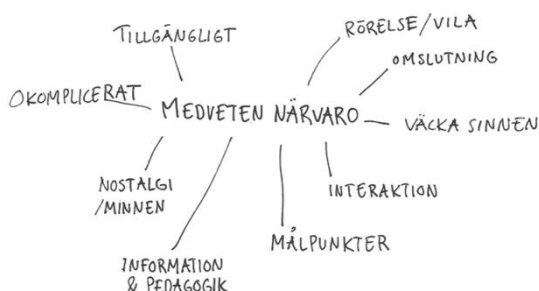 TILLGÄNGLIGT
RÖRELSE/VILA
OMSLUTNING
OKOMPLICERAT
MEDVETEN NÄRVARO
VÄCKA SINNEN
NOSTALGI
/MINNEN
INTERAKTION
MÅLPUNKTER
INFORMATION
& PEDAGOGIK